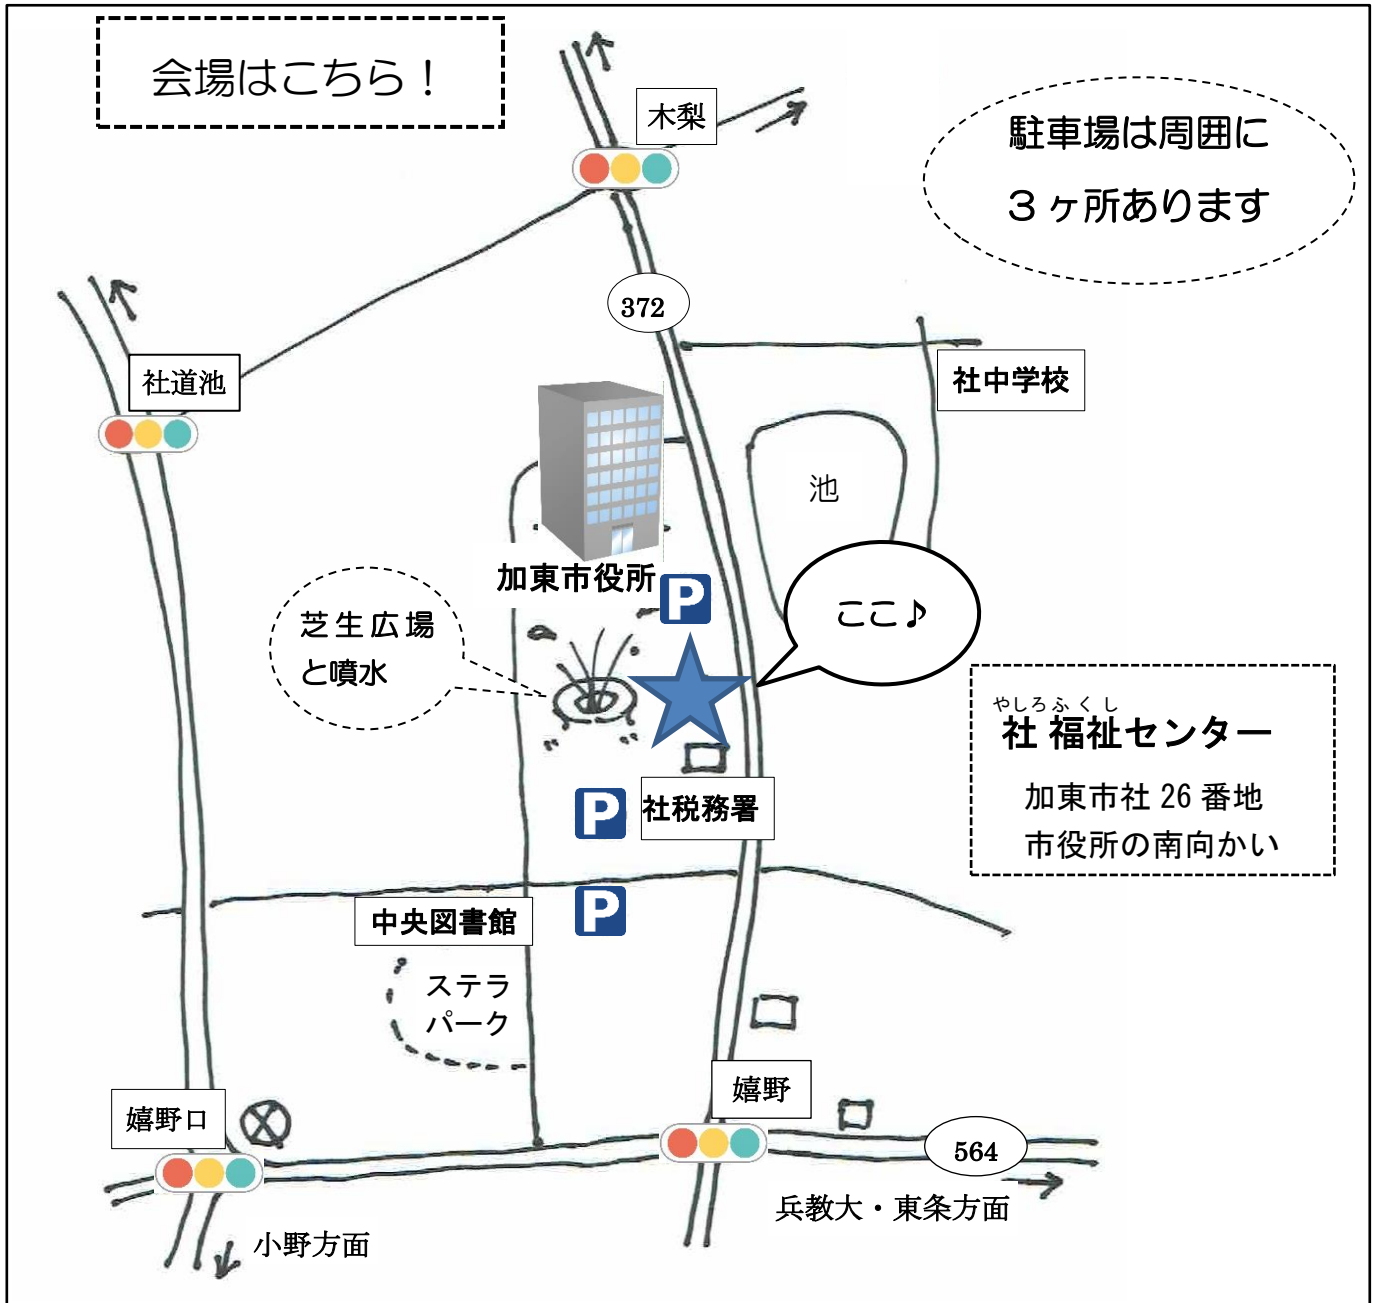 会場はこちら！
木梨
駐車場は周囲に
３ヶ所あります
372
社道池
社中学校
池
加東市役所
P
ここ♪
芝生広場
と噴水
やしろふくし
社福祉センター
加東市社 26 番地
市役所の南向かい
P
社税務署
P
中央図書館
ステラ
パーク
嬉野
嬉野口
564
兵教大・東条方面
小野方面